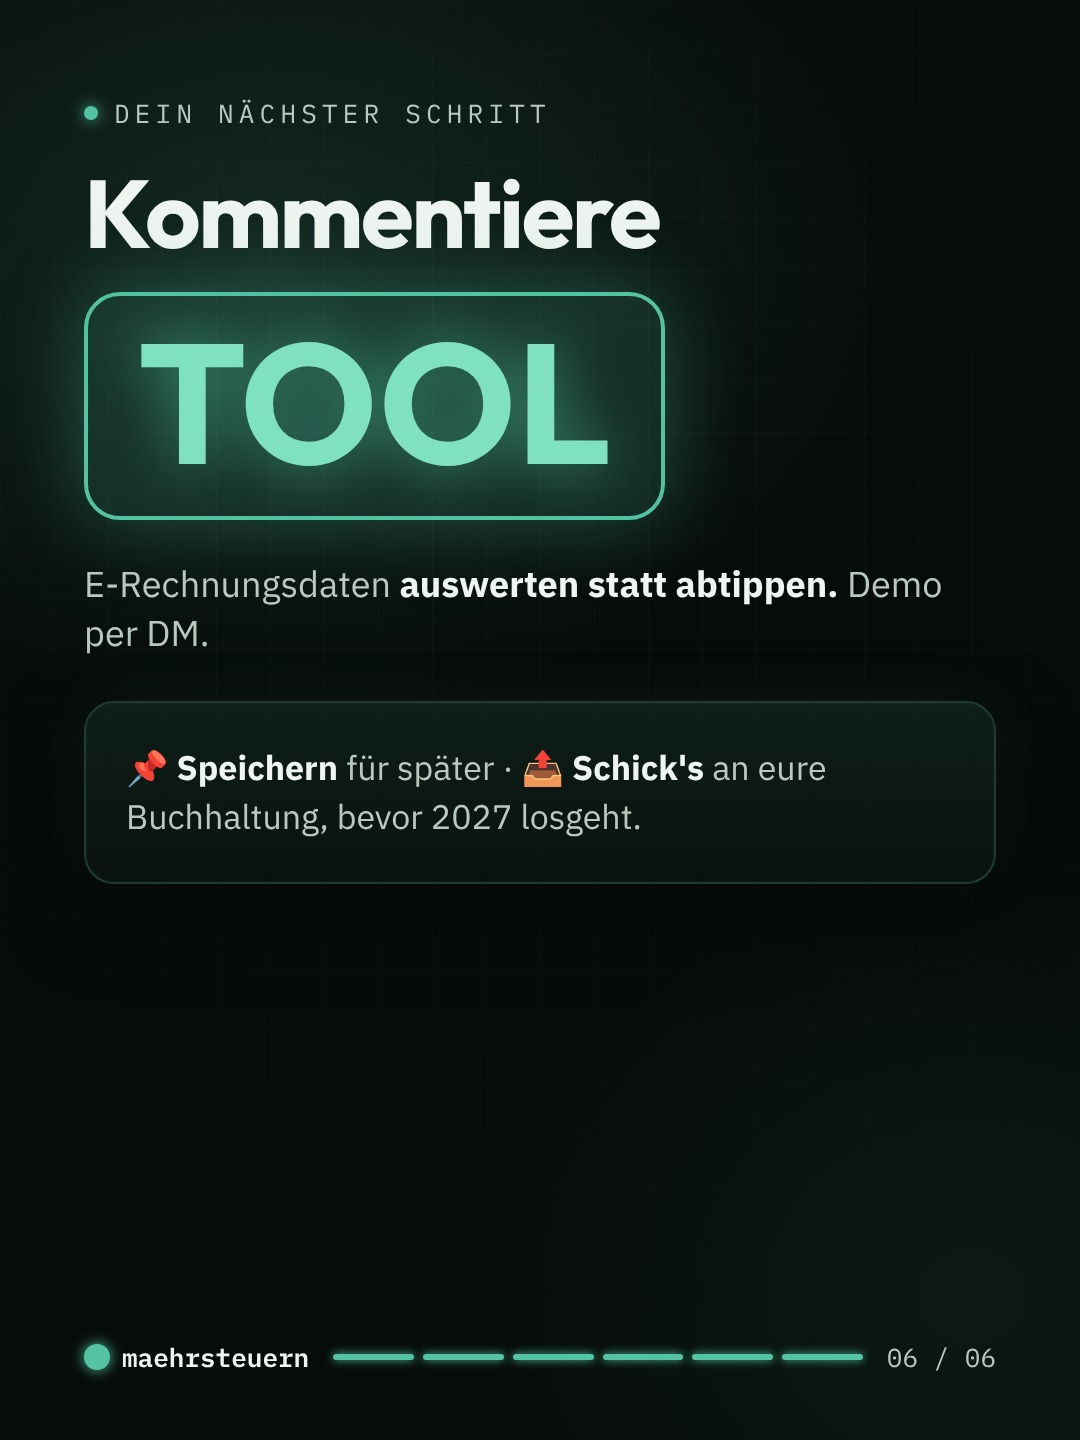 DEIN NÄCHSTER SCHRITT
Kommentiere
TOOL
E-Rechnungsdaten auswerten statt abtippen. Demo
per DM.
📌 Speichern für später · 📤 Schick's an eure
Buchhaltung, bevor 2027 losgeht.
maehrsteuern
06 / 06